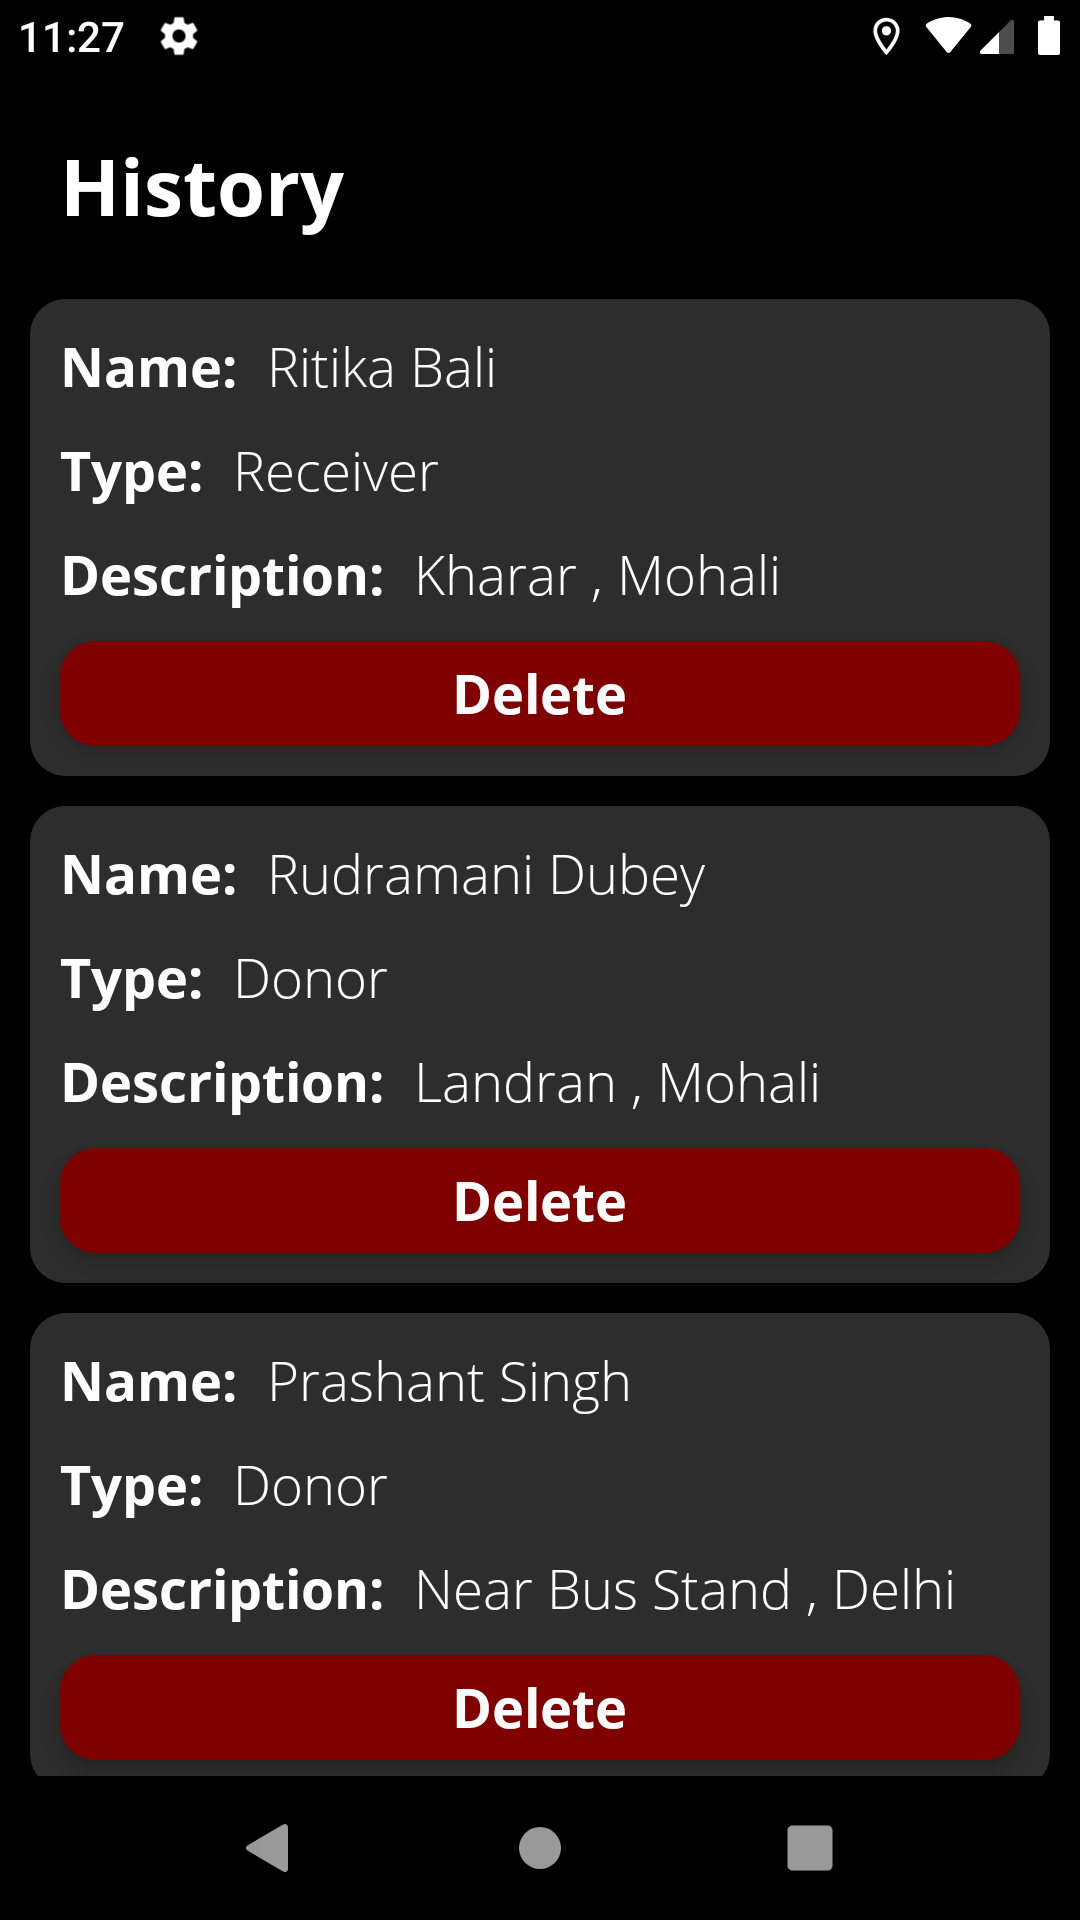 11:27
History
Name: Ritika Bali
Type: Receiver
Description: Kharar , Mohali
Delete
Name: Rudramani Dubey
Type: Donor
Description: Landran , Mohali
Delete
Name: Prashant Singh
Type: Donor
Description: Near Bus Stand , Delhi
Delete